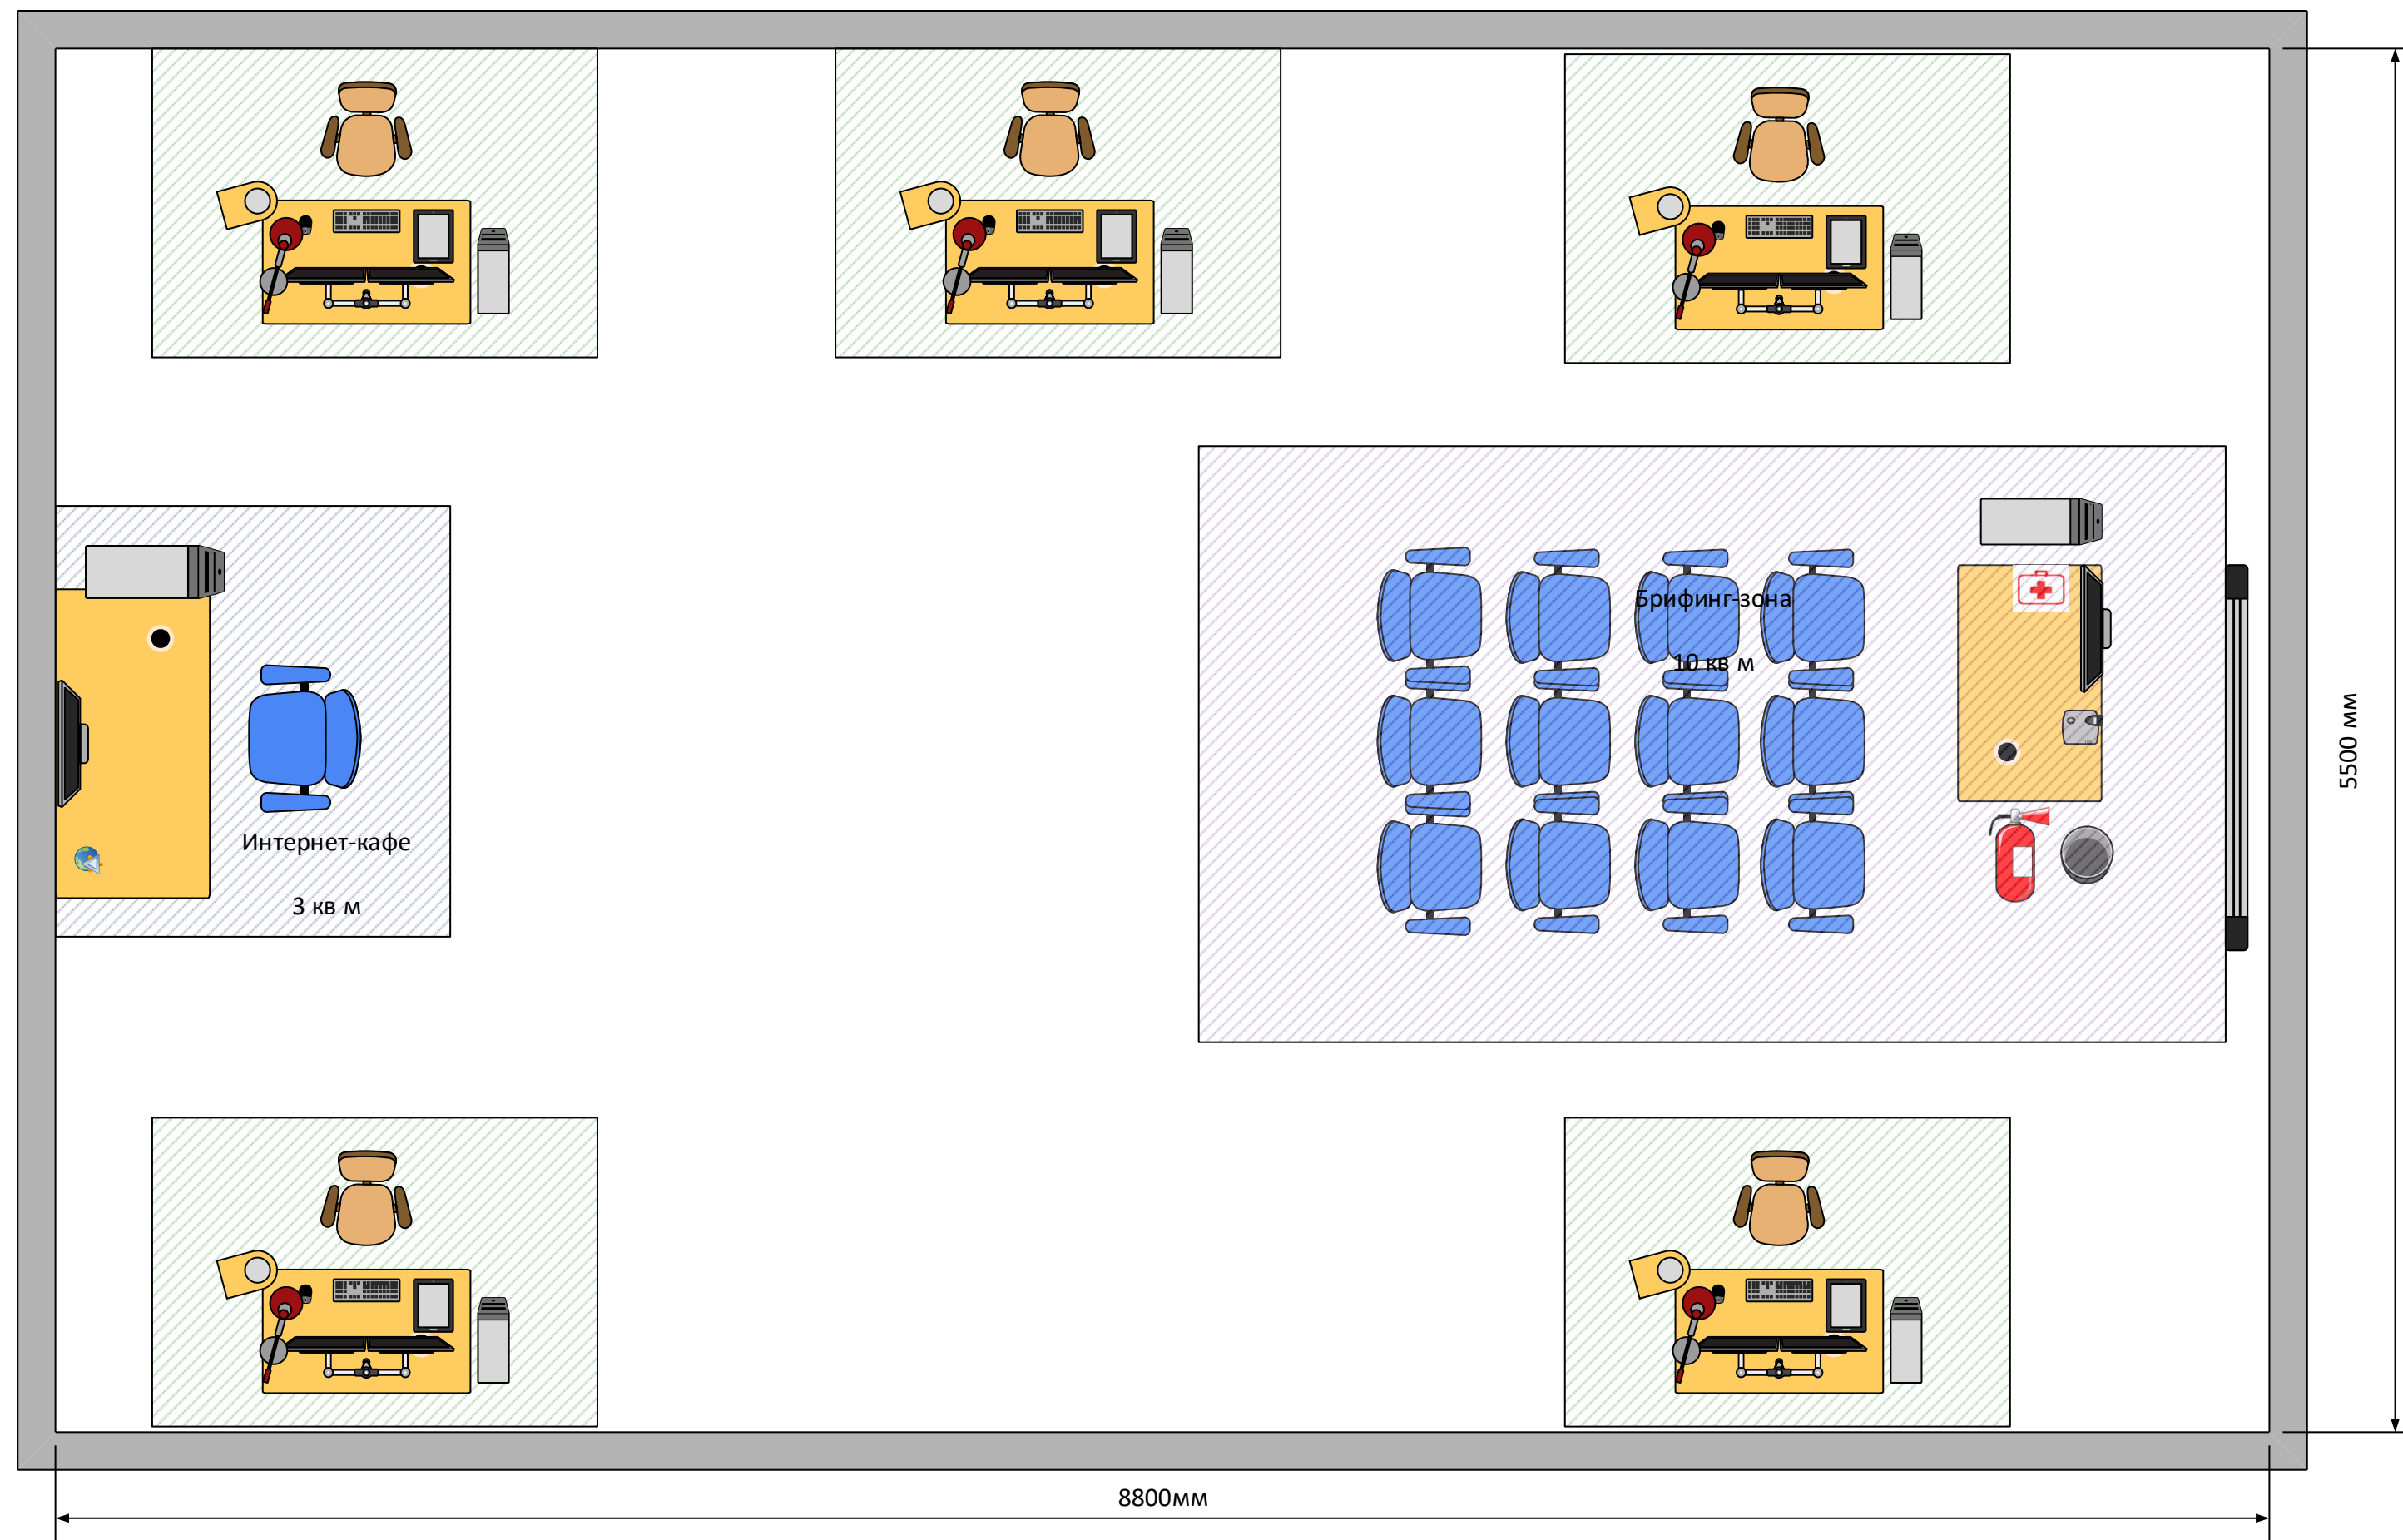 Брифинг-зона
10 кв м
Интернет-кафе
3 кв м
5500 мм
8800мм